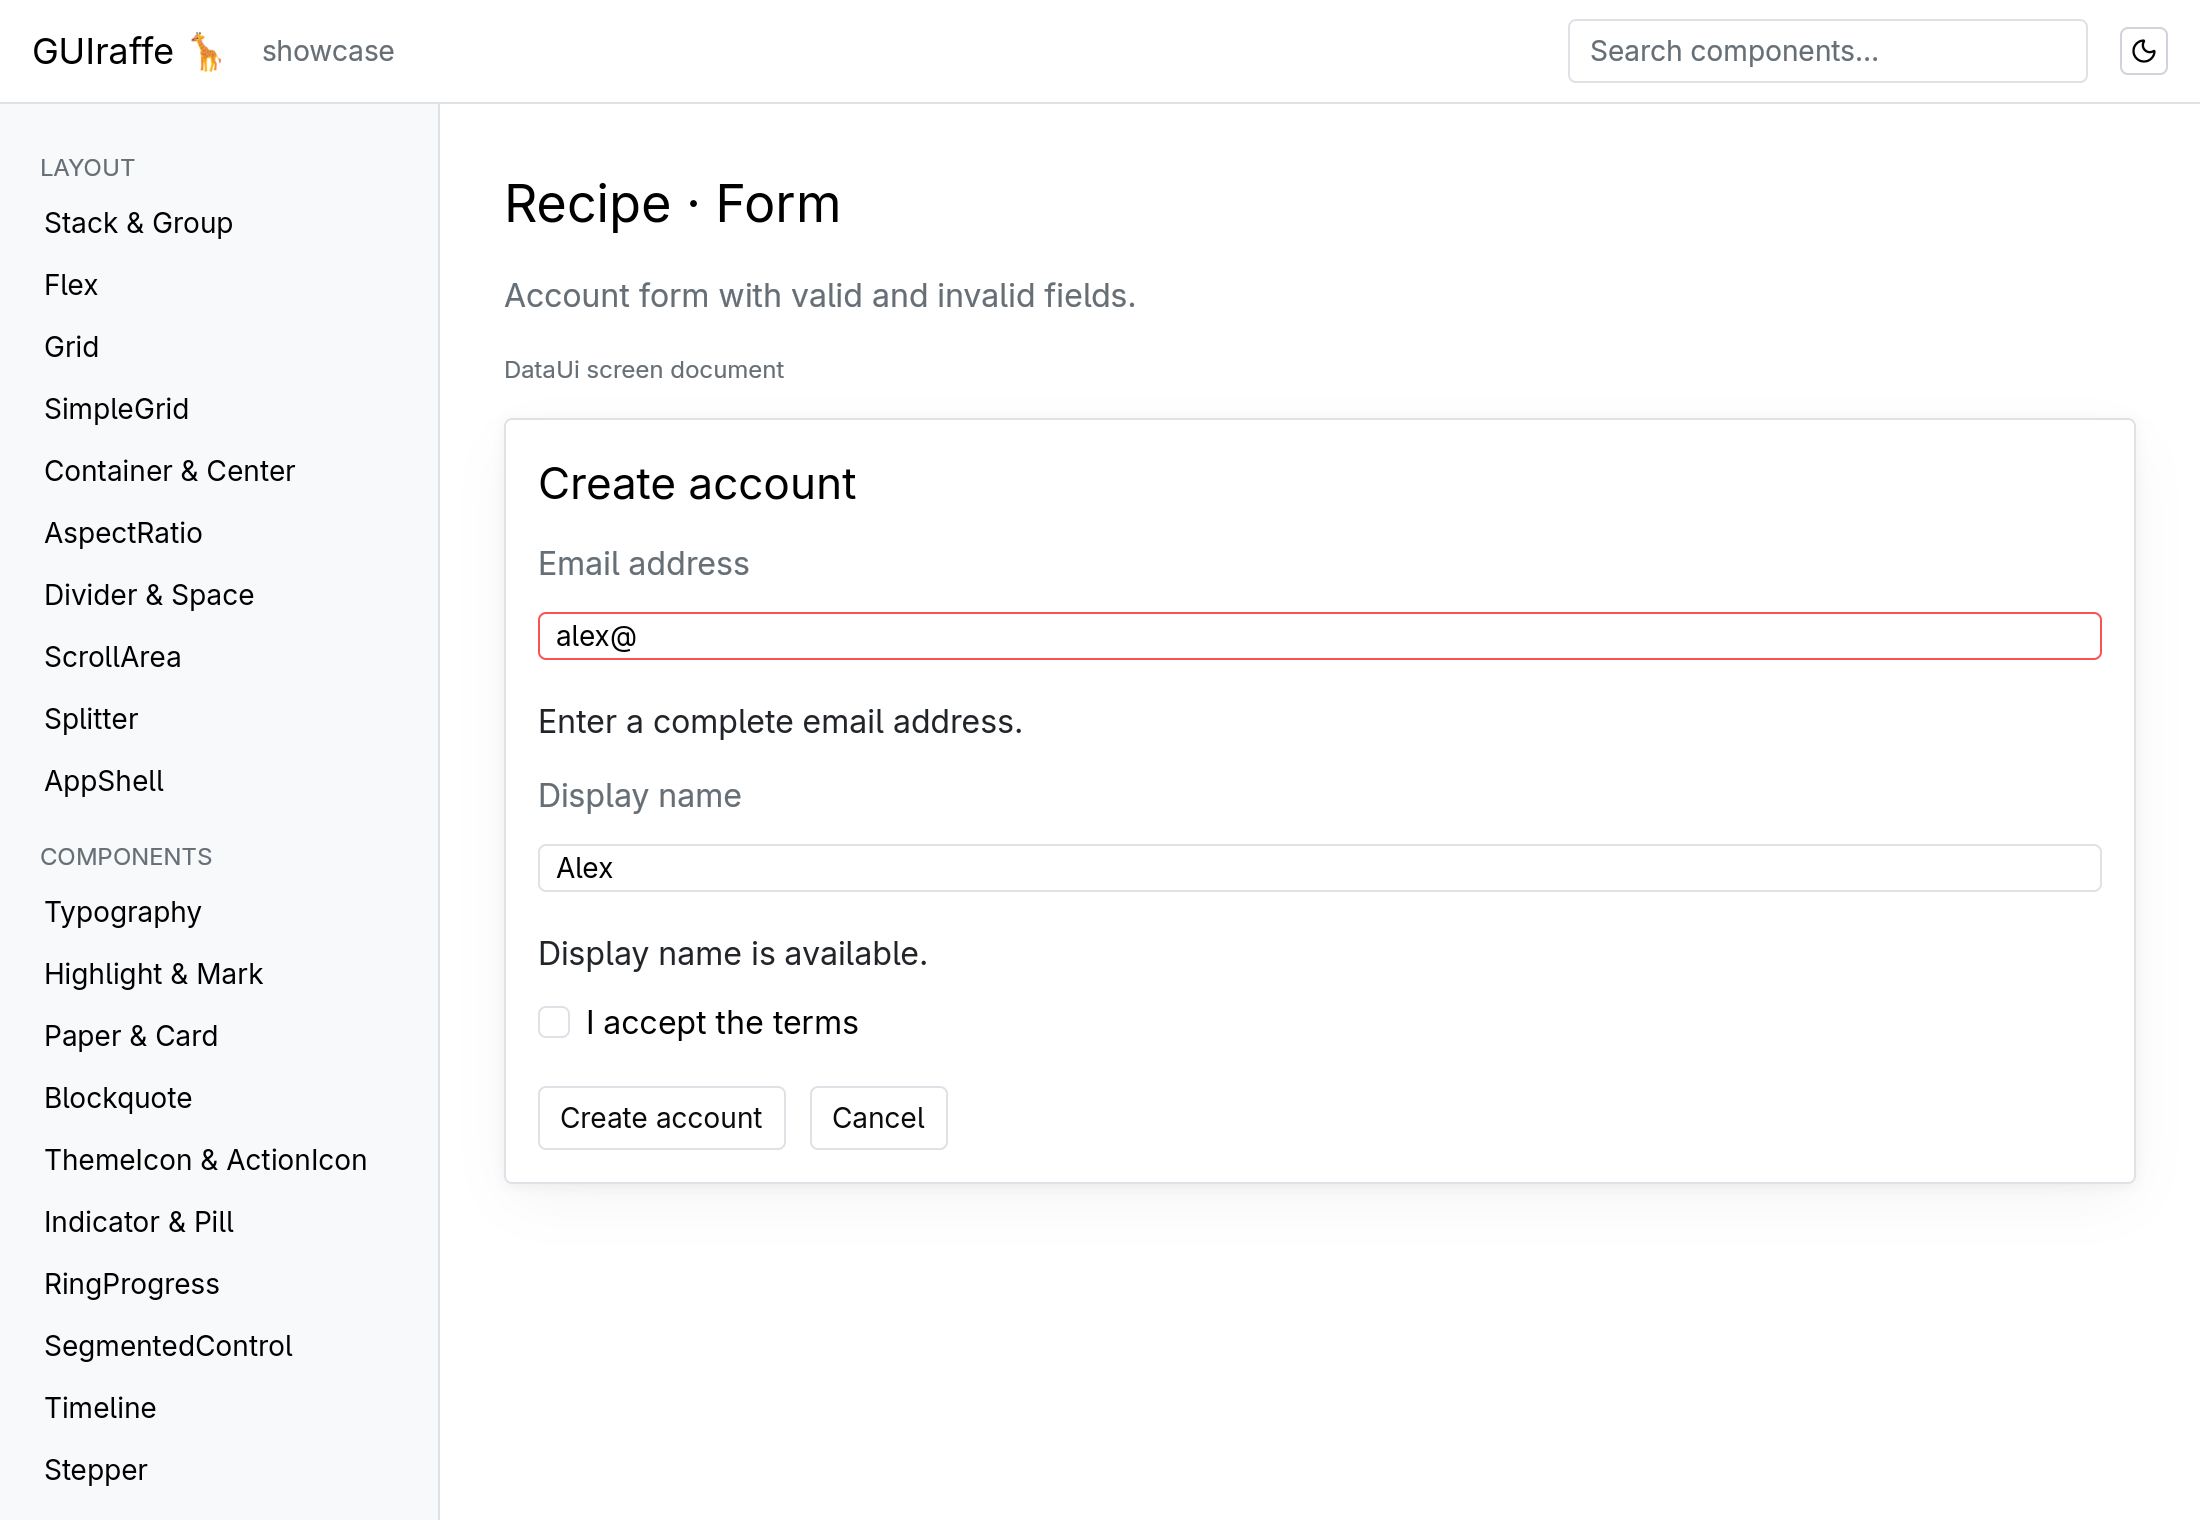 GUIraffe 🦒 showcase
Search components...
LAYOUT
Stack & Group
Flex
Grid
SimpleGrid
Container & Center
AspectRatio
Divider & Space
ScrollArea
Splitter
AppShell
COMPONENTS
Typography
Highlight & Mark
Paper & Card
Blockquote
ThemeIcon & ActionIcon
Indicator & Pill
RingProgress
SegmentedControl
Timeline
Stepper
Recipe · Form
Account form with valid and invalid fields.
DataUi screen document
Create account
Email address
alex@
Enter a complete email address.
Display name
Alex
Display name is available.
I accept the terms
Create account
Cancel